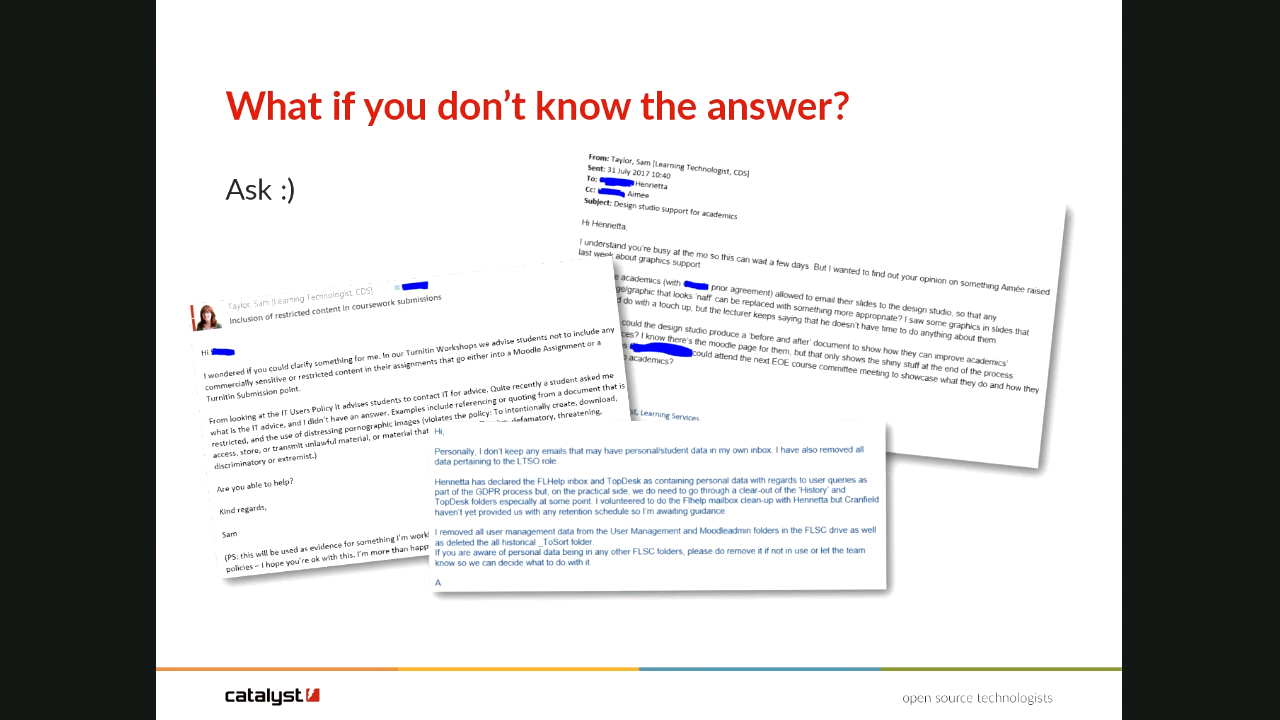 What if you don't know the answer?
Ask :)
From: Taylor, Sam [Learning Technologist, CDS]
Sent: 31 July 2017 10:40
To: Henrietta
Cc: Aimee
Subject: Design studio support for academics
Hi Henrietta,
I understand you're busy at the mo so this can wait a few days. But I wanted to find out your opinion on something Aimée raised
last week about graphics support.
academics (with prior agreement) allowed to email their slides to the design studio, so that any
ge/graphic that looks 'naff' can be replaced with something more appropriate? I saw some graphics in slides that
d do with a touch up, but the lecturer keeps saying that he doesn't have time to do anything about them
could the design studio produce a 'before and after' document to show how they can improve academics'
ces? I know there's the moodle page for them, but that only shows the shiny stuff at the end of the process.
could attend the next EOE course committee meeting to showcase what they do and how they
academics?
st, Learning Services
Taylor, Sam [Learning Technologist, CDS]
Inclusion of restricted content in coursework submissions
Hi
I wondered if you could clarify something for me. In our Turnitin Workshops we advise students not to include any
commercially sensitive or restricted content in their assignments that go either into a Moodle Assignment or a
Turnitin Submission point.
From looking at the IT Users Policy it advises students to contact IT for advice. Quite recently a student asked me
what is the IT advice, and I didn't have an answer. Examples include referencing or quoting from a document that is
restricted, and the use of distressing pornographic images (violates the policy: To intentionally create, download,
access, store, or transmit unlawful material, or material that defamatory, threatening,
discriminatory or extremist.)
Are you able to help?
Kind regards,
Sam
(PS: this will be used as evidence for something I'm work
policies – I hope you're ok with this, I'm more than happ
Hi,
Personally, I don't keep any emails that may have personal/student data in my own inbox. I have also removed all
data pertaining to the LTSO role.
Henrietta has declared the FLHelp inbox and TopDesk as containing personal data with regards to user queries as
part of the GDPR process but, on the practical side, we do need to go through a clear-out of the 'History' and
TopDesk folders especially at some point. I volunteered to do the Flhelp mailbox clean-up with Henrietta but Cranfield
haven't yet provided us with any retention schedule so I'm awaiting guidance.
I removed all user management data from the User Management and Moodleadmin folders in the FLSC drive as well
as deleted the all historical _ToSort folder.
If you are aware of personal data being in any other FLSC folders, please do remove it if not in use or let the team
know so we can decide what to do with it
A
catalyst
open source technologists